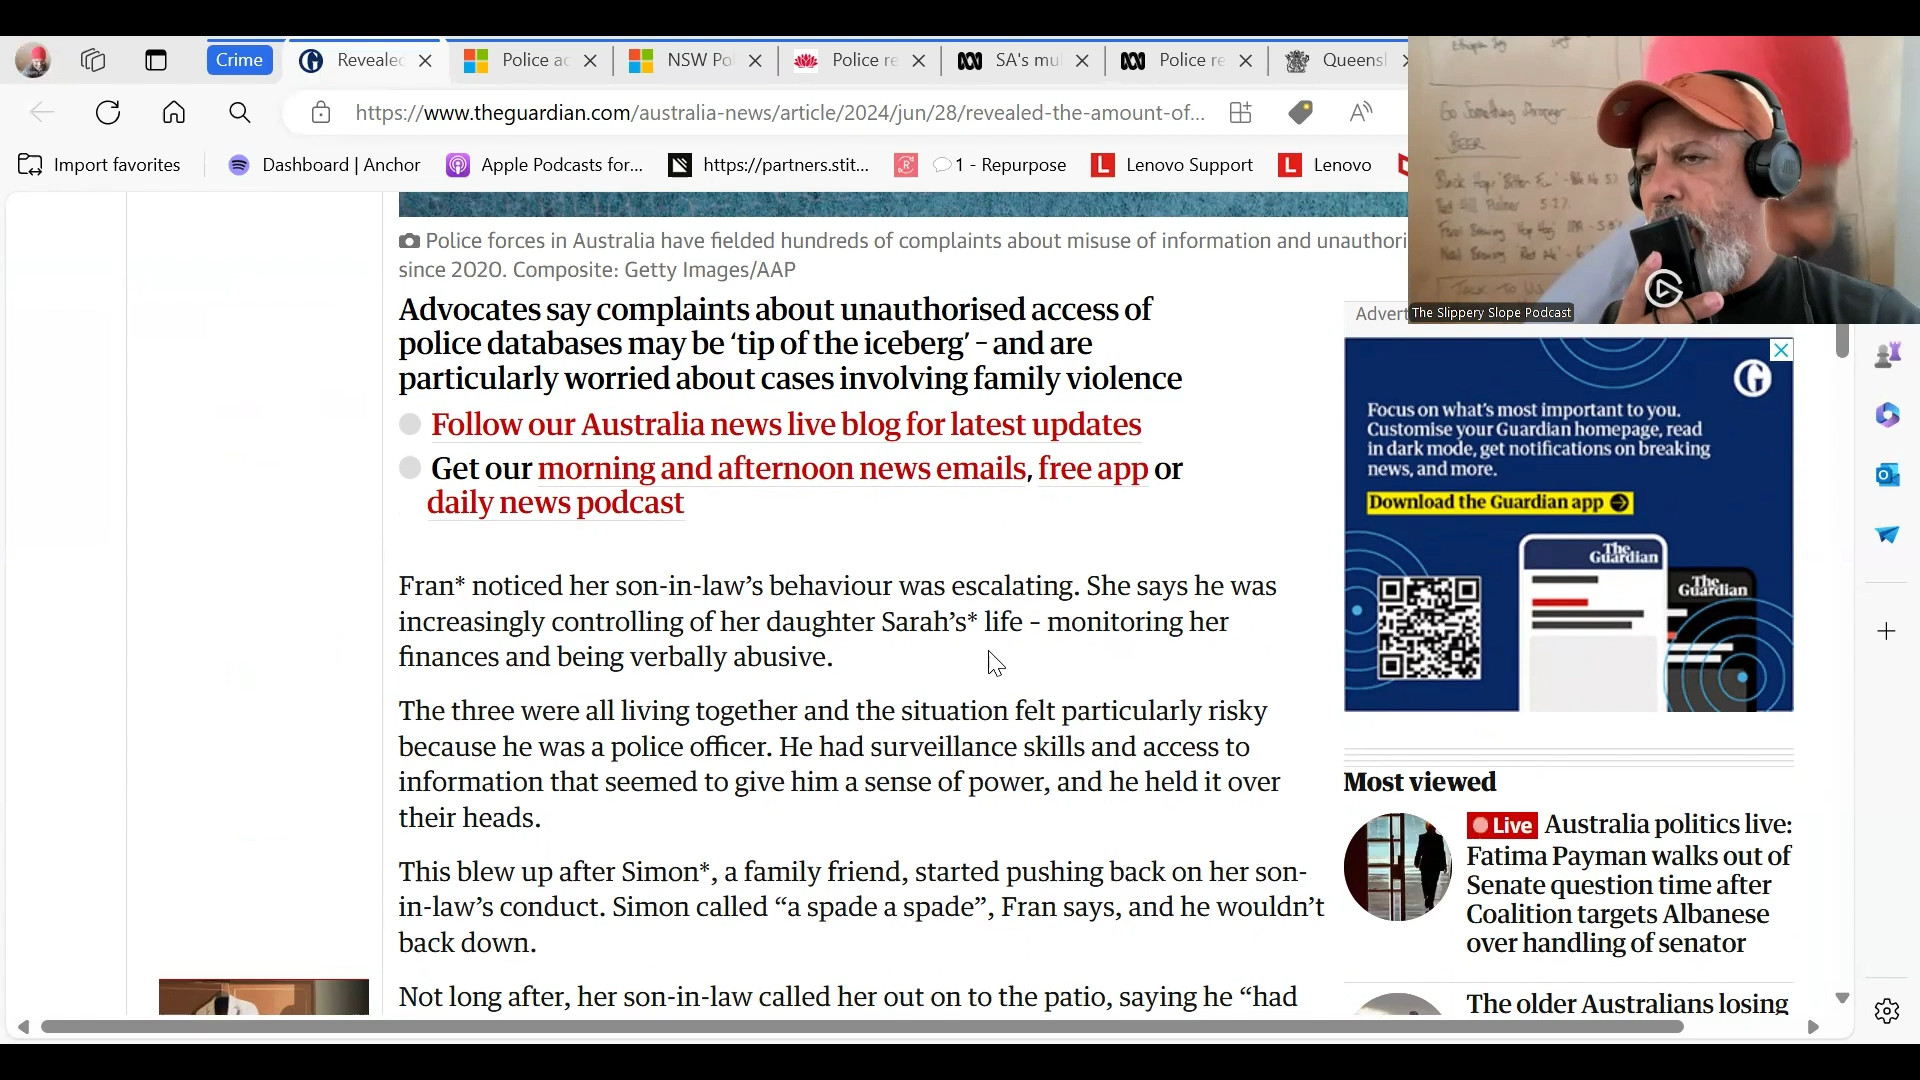 Crime
Revealed
Police ac
NSW Pol
Police re
SA's mul
Police re
Queensl
https://www.theguardian.com/australia-news/article/2024/jun/28/revealed-the-amount-of...
Import favorites
Dashboard | Anchor
Apple Podcasts for...
https://partners.stit...
1 - Repurpose
Lenovo Support
Lenovo
BEER
The Slippery Slope Podcast
Police forces in Australia have fielded hundreds of complaints about misuse of information and unauthori
since 2020. Composite: Getty Images/AAP
Advocates say complaints about unauthorised access of
police databases may be ‘tip of the iceberg’ – and are
particularly worried about cases involving family violence
Follow our Australia news live blog for latest updates
Get our morning and afternoon news emails, free app or
daily news podcast
Fran* noticed her son-in-law’s behaviour was escalating. She says he was
increasingly controlling of her daughter Sarah’s* life – monitoring her
finances and being verbally abusive.
The three were all living together and the situation felt particularly risky
because he was a police officer. He had surveillance skills and access to
information that seemed to give him a sense of power, and he held it over
their heads.
This blew up after Simon*, a family friend, started pushing back on her son-
in-law’s conduct. Simon called “a spade a spade”, Fran says, and he wouldn’t
back down.
Not long after, her son-in-law called her out on to the patio, saying he “had
Advert
Focus on what's most important to you.
Customise your Guardian homepage, read
in dark mode, get notifications on breaking
news, and more.
Download the Guardian app
The Guardian
The Guardian
Most viewed
Live Australia politics live:
Fatima Payman walks out of
Senate question time after
Coalition targets Albanese
over handling of senator
The older Australians losing